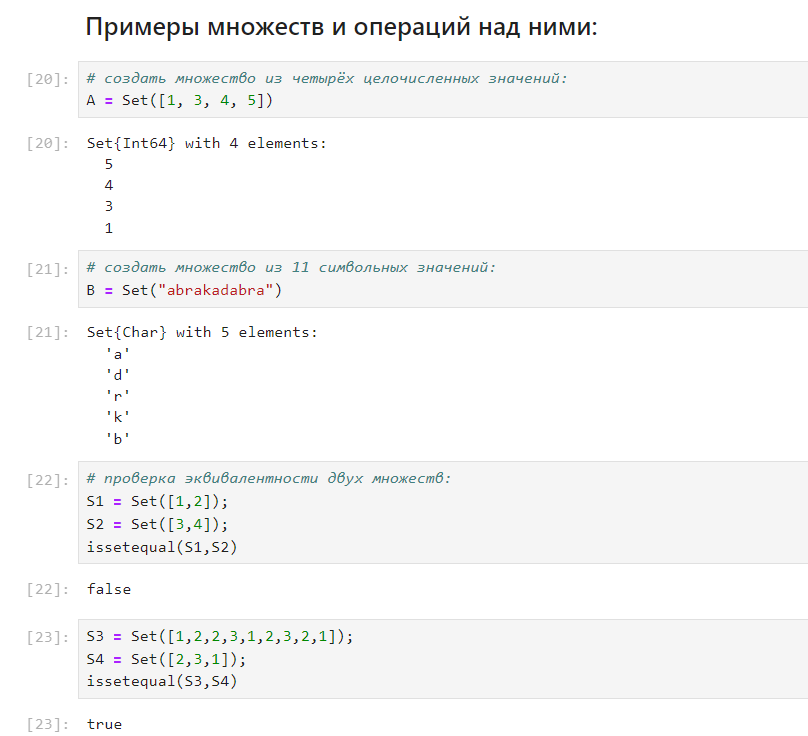 Примеры множеств и операций над ними:
[20]: # создать множество из четырёх целочисленных значений:
A = Set([1, 3, 4, 5])
[20]: Set{Int64} with 4 elements:
5
4
3
1
[21]: # создать множество из 11 символьных значений:
B = Set("abrakadabra")
[21]: Set{Char} with 5 elements:
'a'
'd'
'r'
'k'
'b'
[22]: # проверка эквивалентности двух множеств:
S1 = Set([1,2]);
S2 = Set([3,4]);
issetequal(S1,S2)
[22]: false
[23]: S3 = Set([1,2,2,3,1,2,3,2,1]);
S4 = Set([2,3,1]);
issetequal(S3,S4)
[23]: true